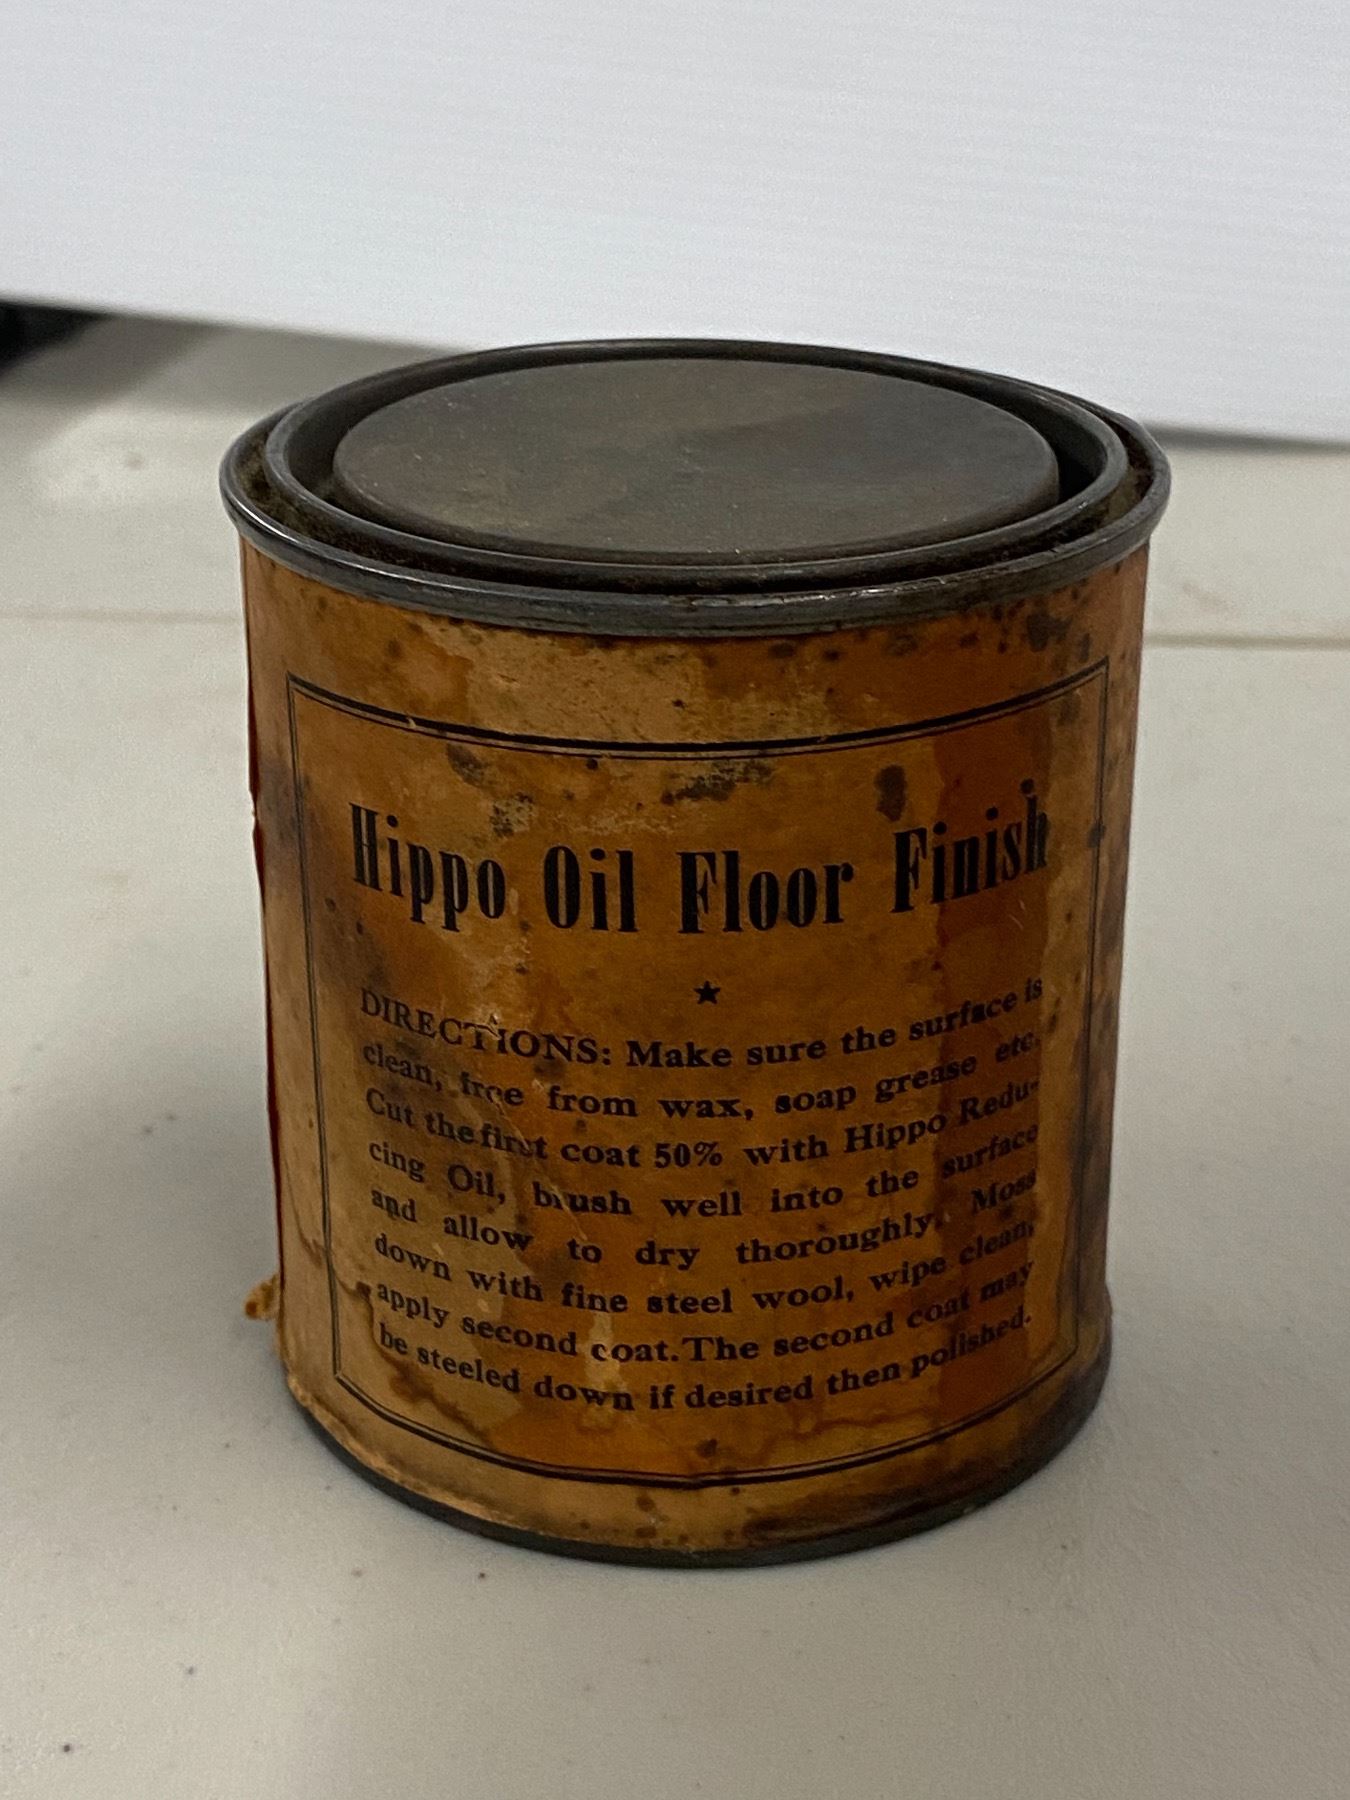 Hippo Oil Floor Finish
★
DIRECTIONS: Make sure the surface is
clean, free from wax, soap grease etc.
Cut the first coat 50% with Hippo Redu-
cing Oil, brush well into the surface
and allow to dry thoroughly. Moss
down with fine steel wool, wipe clean,
apply second coat. The second coat may
be steeled down if desired then polished.